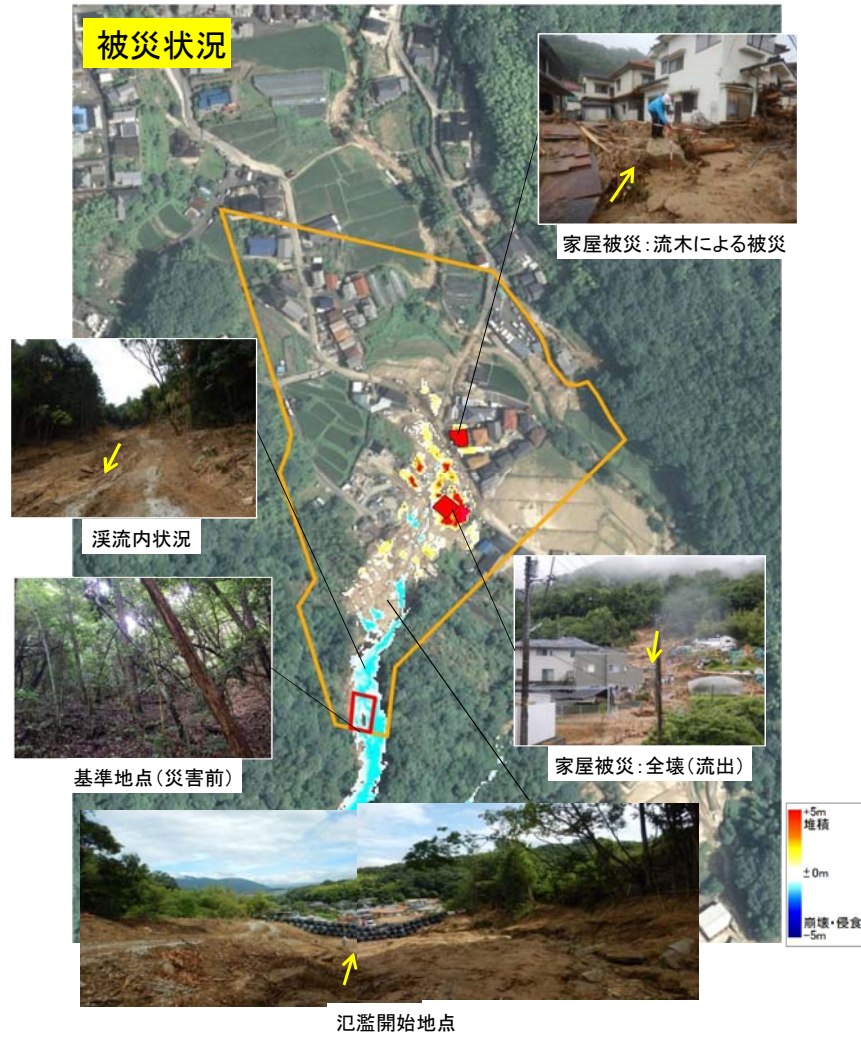 被災状況
家屋被災:流木による被災
渓流内状況
基準地点(災害前)
家屋被災:全壊(流出)
+5m
堆積
±0m
崩壊・侵食
-5m
氾濫開始地点